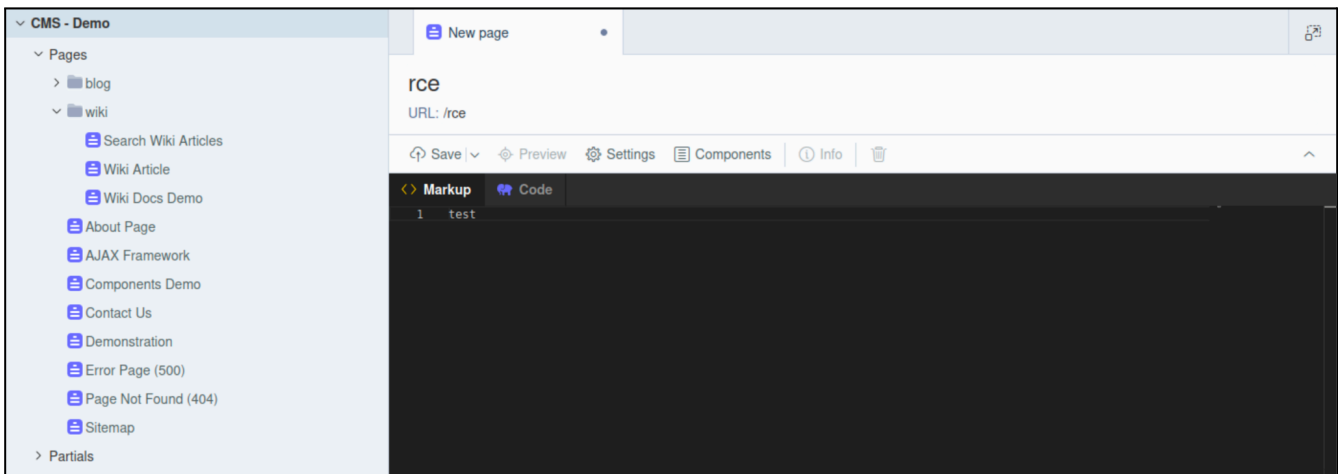 CMS - Demo
Pages
blog
wiki
Search Wiki Articles
Wiki Article
Wiki Docs Demo
About Page
AJAX Framework
Components Demo
Contact Us
Demonstration
Error Page (500)
Page Not Found (404)
Sitemap
Partials
New page
rce
URL: /rce
Save Preview Settings Components Info
Markup Code
1 test